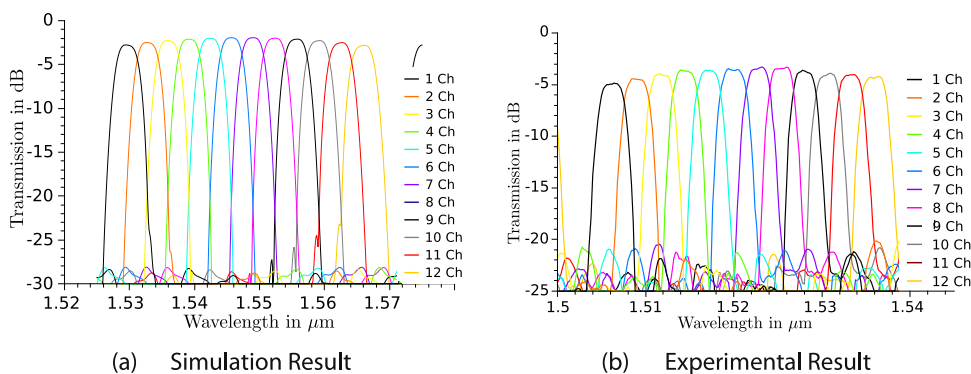 0
-5
-10
-15
-20
-25
-30
Transmission in dB
1.52
1.53
1.54
1.55
1.56
1.57
Wavelength in μm
1 Ch
2 Ch
3 Ch
4 Ch
5 Ch
6 Ch
7 Ch
8 Ch
9 Ch
10 Ch
11 Ch
12 Ch
(a) Simulation Result
0
-5
-10
-15
-20
-25
Transmission in dB
1.5
1.51
1.52
1.53
1.54
Wavelength in μm
1 Ch
2 Ch
3 Ch
4 Ch
5 Ch
6 Ch
7 Ch
8 Ch
9 Ch
10 Ch
11 Ch
12 Ch
(b) Experimental Result